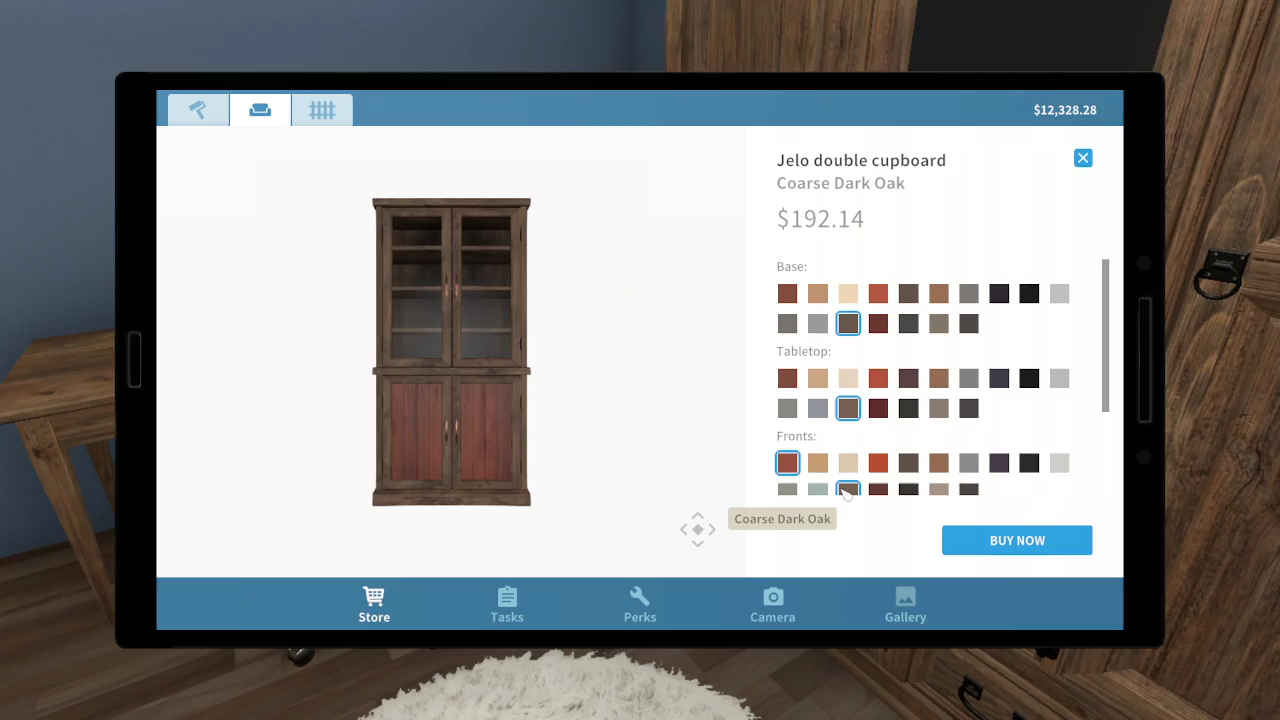 $12,328.28
Jelo double cupboard
Coarse Dark Oak
$192.14
Base:
Tabletop:
Fronts:
Coarse Dark Oak
BUY NOW
Store
Tasks
Perks
Camera
Gallery